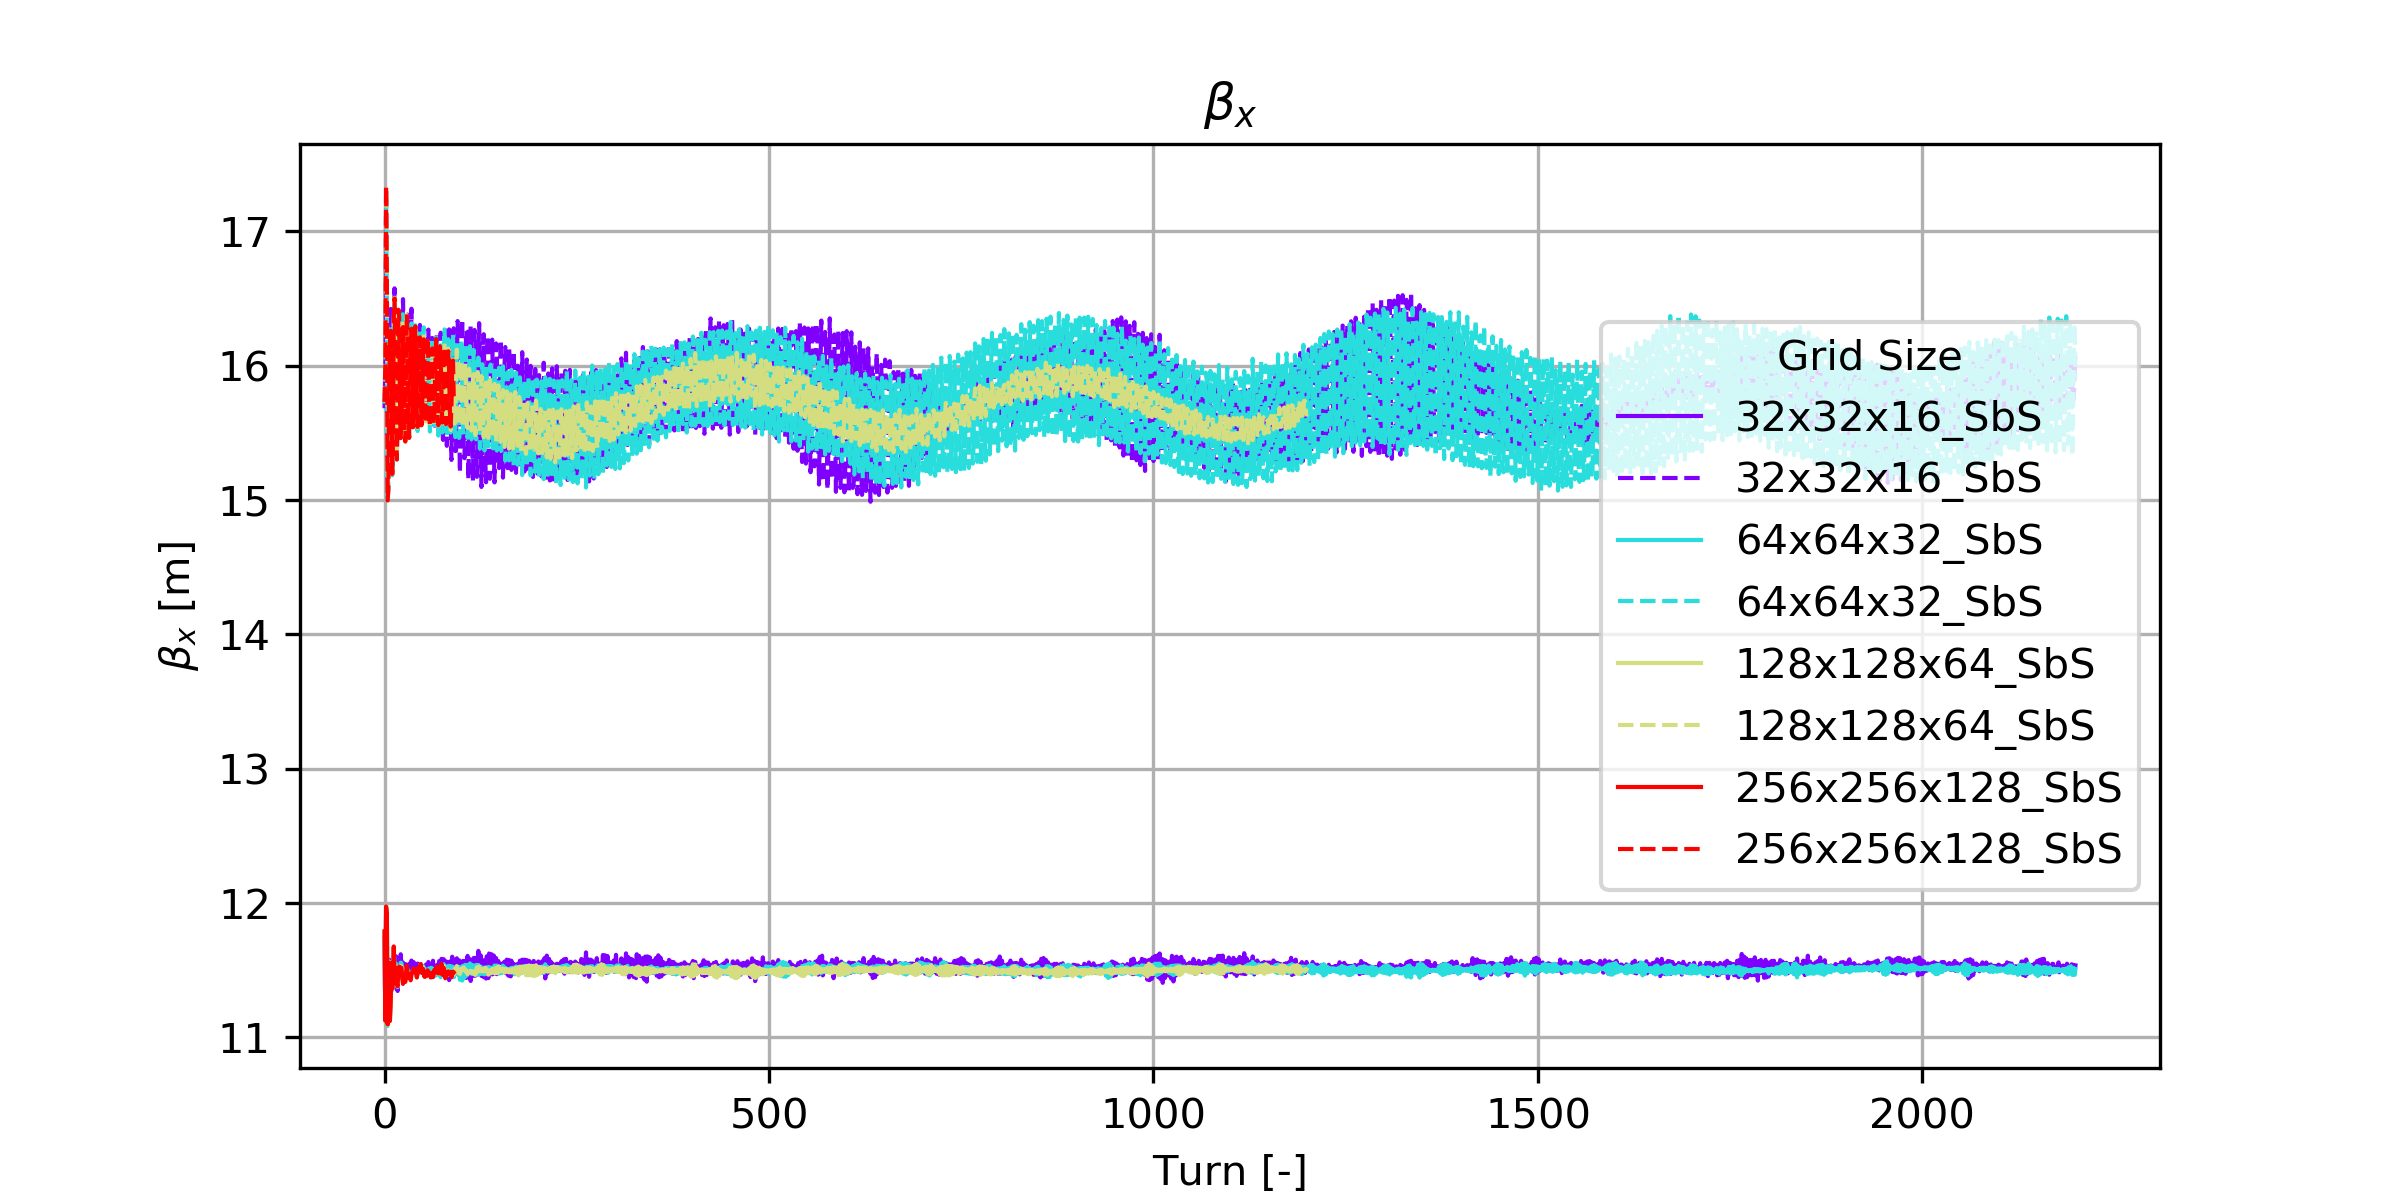 βx
17
16
15
14
13
12
11
βx [m]
Grid Size
32x32x16_SbS
32x32x16_SbS
64x64x32_SbS
64x64x32_SbS
128x128x64_SbS
128x128x64_SbS
256x256x128_SbS
256x256x128_SbS
0 500 1000 1500 2000
Turn [-]